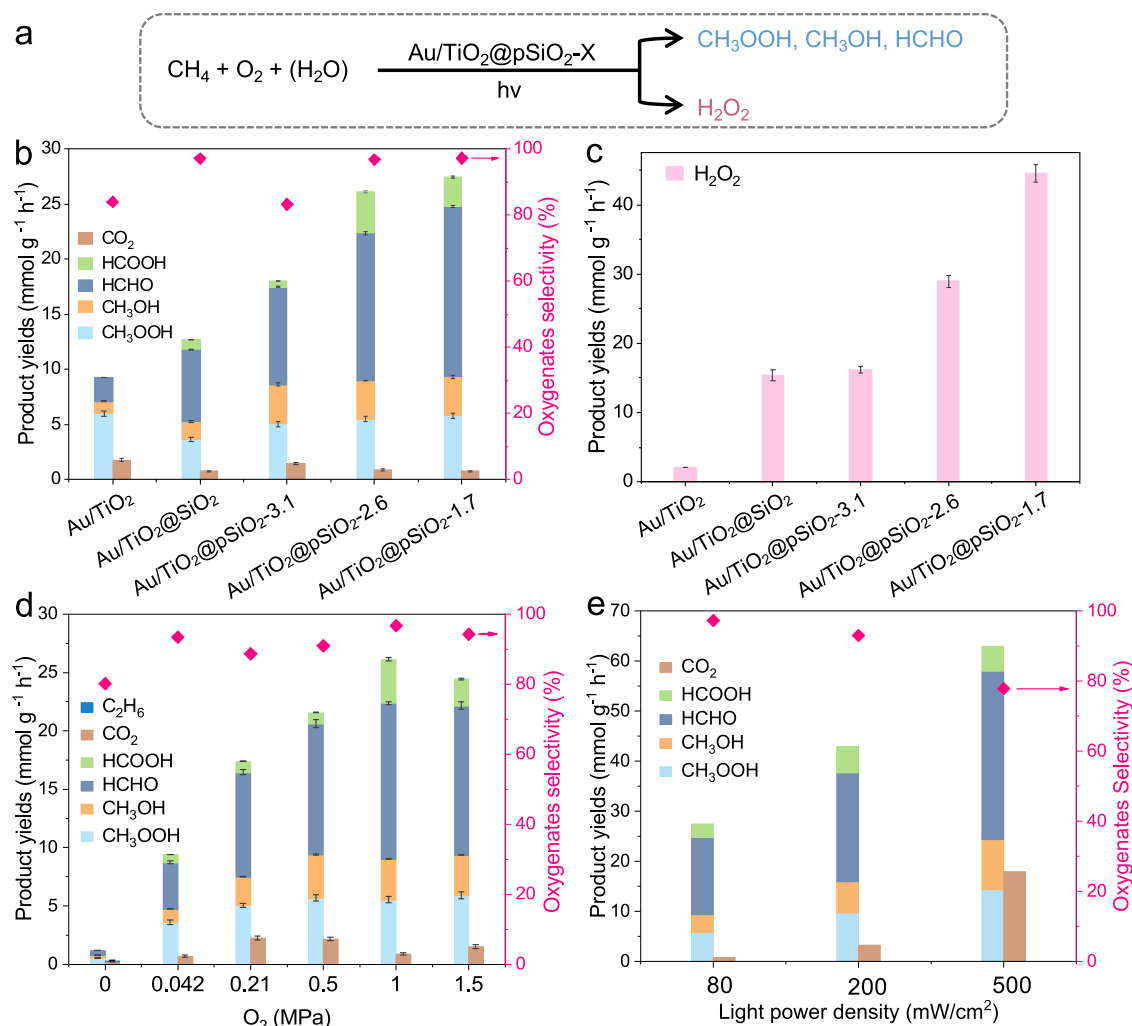 a
CH₄ + O₂ + (H₂O)
Au/TiO₂@pSiO₂-X
hv
CH₃OOH, CH₃OH, HCHO
H₂O₂
b
Product yields (mmol g⁻¹ h⁻¹)
30
25
20
15
10
5
0
CO₂
HCOOH
HCHO
CH₃OH
CH₃OOH
100
80
60
40
20
0
Oxygenates selectivity (%)
Au/TiO₂
Au/TiO₂@SiO₂
Au/TiO₂@pSiO₂-3.1
Au/TiO₂@pSiO₂-2.6
Au/TiO₂@pSiO₂-1.7
c
Product yields (mmol g⁻¹ h⁻¹)
40
30
20
10
0
H₂O₂
Au/TiO₂
Au/TiO₂@SiO₂
Au/TiO₂@pSiO₂-3.1
Au/TiO₂@pSiO₂-2.6
Au/TiO₂@pSiO₂-1.7
d
Product yields (mmol g⁻¹ h⁻¹)
30
25
20
15
10
5
0
C₂H₆
CO₂
HCOOH
HCHO
CH₃OH
CH₃OOH
100
80
60
40
20
0
Oxygenates selectivity (%)
0 0.042 0.21 0.5 1 1.5
O₂ (MPa)
e
Product yields (mmol g⁻¹ h⁻¹)
70
60
50
40
30
20
10
0
CO₂
HCOOH
HCHO
CH₃OH
CH₃OOH
100
80
60
40
20
0
Oxygenates Selectivity (%)
80 200 500
Light power density (mW/cm²)